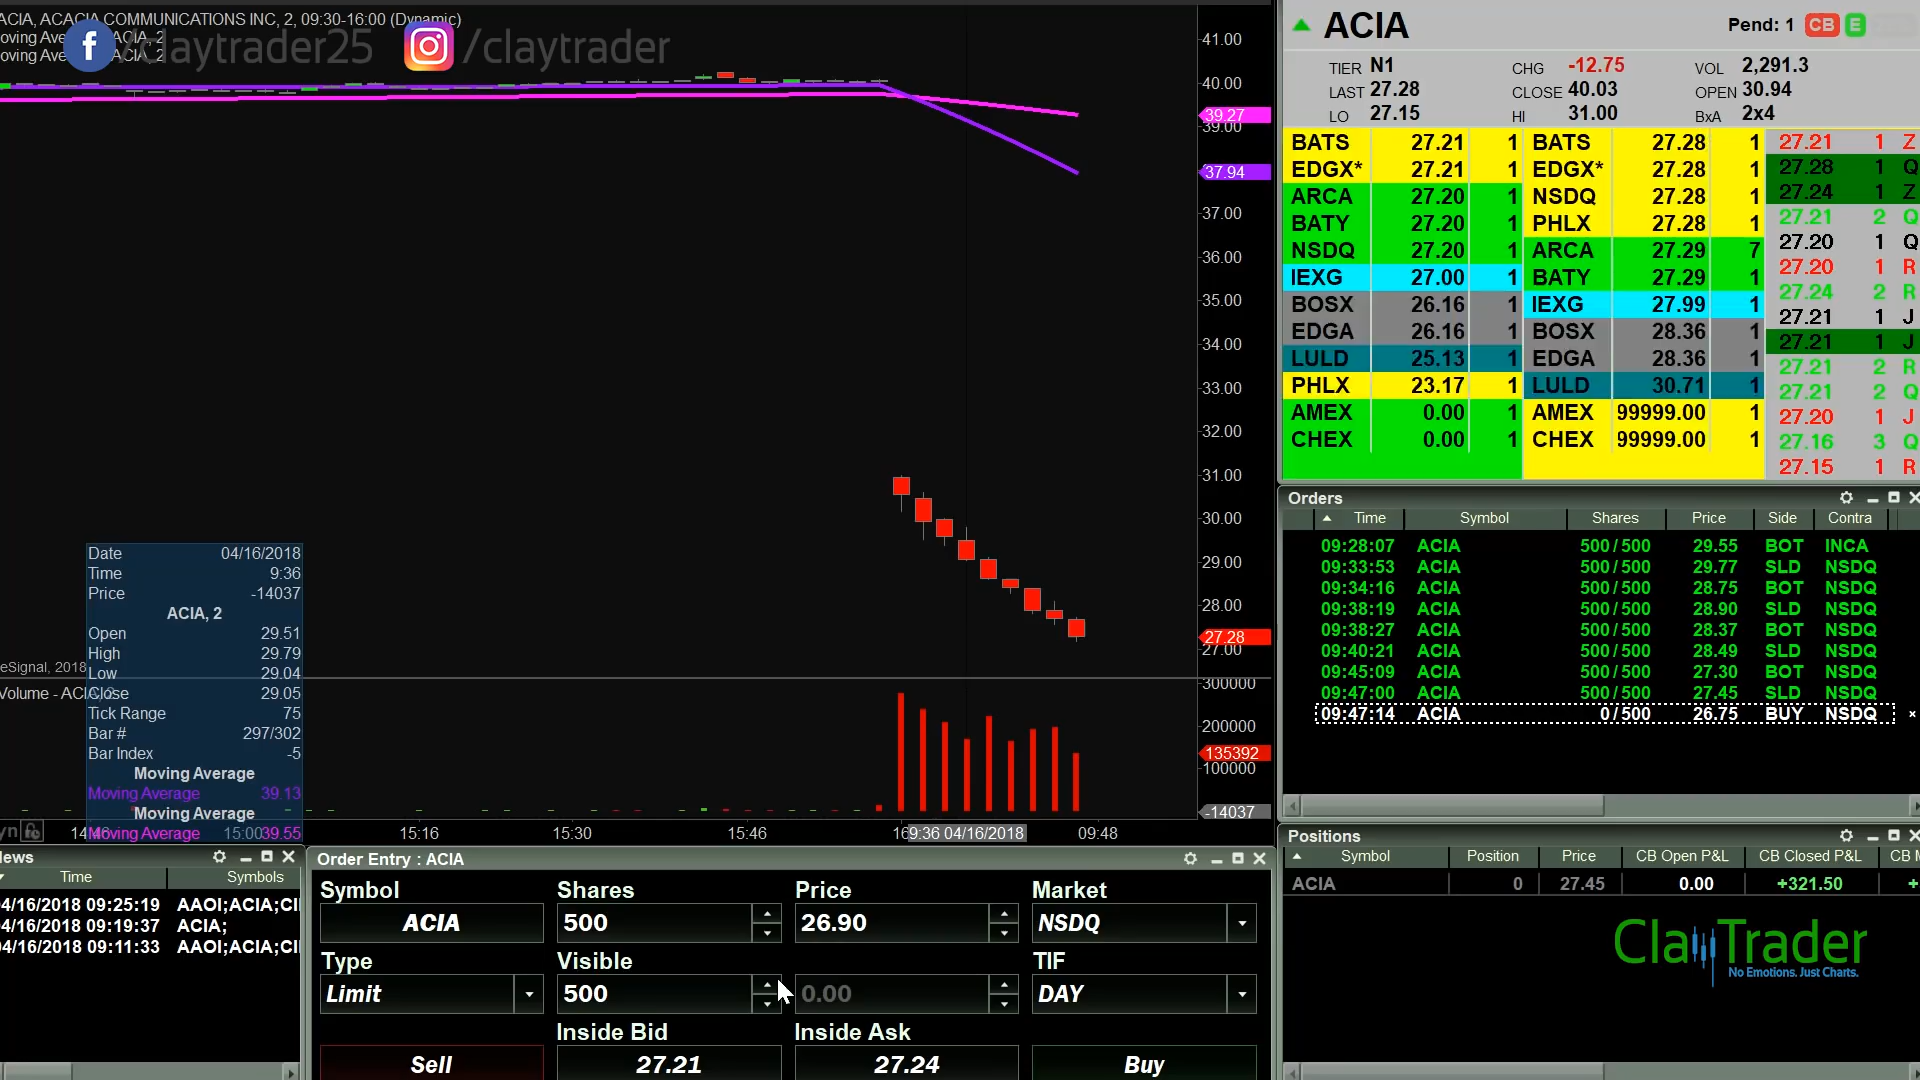 ACIA, ACACIA COMMUNICATIONS INC, 2, 09:30-16:00 (Dynamic)
/claytrader25
/claytrader
41.00
40.00
39.27
39.00
37.94
37.00
36.00
35.00
34.00
33.00
32.00
31.00
30.00
29.00
28.00
27.28
27.00
Date 04/16/2018
Time 9:36
Price -14037
ACIA, 2
Open 29.51
High 29.79
Low 29.04
Close 29.05
Tick Range 75
Bar # 297/302
Bar Index -5
Moving Average
Moving Average 39.13
Moving Average
Moving Average 39.55
eSignal, 2018
300000
200000
135392
100000
-14037
15:00 15:16 15:30 15:46 9:36 04/16/2018 09:48
ACIA
Pend: 1 CB E
TIER N1 CHG -12.75 VOL 2,291.3
LAST 27.28 CLOSE 40.03 OPEN 30.94
LO 27.15 HI 31.00 BxA 2x4
BATS 27.21 1 BATS 27.28 1 27.21 1 Z
EDGX* 27.21 1 EDGX* 27.28 1 27.28 1 Q
ARCA 27.20 1 NSDQ 27.28 1 27.24 1 Z
BATY 27.20 1 PHLX 27.28 1 27.21 2 Q
NSDQ 27.20 1 ARCA 27.29 7 27.20 1 Q
IEXG 27.00 1 BATY 27.29 1 27.20 1 R
BOSX 26.16 1 IEXG 27.99 1 27.24 2 R
EDGA 26.16 1 BOSX 28.36 1 27.21 1 J
LULD 25.13 1 EDGA 28.36 1 27.21 1 J
PHLX 23.17 1 LULD 30.71 1 27.21 2 R
AMEX 0.00 1 AMEX 99999.00 1 27.21 2 Q
CHEX 0.00 1 CHEX 99999.00 1 27.20 1 J
27.16 3 Q
27.15 1 R
Orders
Time Symbol Shares Price Side Contra
09:28:07 ACIA 500/500 29.55 BOT INCA
09:33:53 ACIA 500/500 29.77 SLD NSDQ
09:34:16 ACIA 500/500 28.75 BOT NSDQ
09:38:19 ACIA 500/500 28.90 SLD NSDQ
09:38:27 ACIA 500/500 28.37 BOT NSDQ
09:40:21 ACIA 500/500 28.49 SLD NSDQ
09:45:09 ACIA 500/500 27.30 BOT NSDQ
09:47:00 ACIA 500/500 27.45 SLD NSDQ
09:47:14 ACIA 0/500 26.75 BUY NSDQ
Positions
Symbol Position Price CB Open P&L CB Closed P&L CB
ACIA 0 27.45 0.00 +321.50 +
ClayTrader
No Emotions. Just Charts.
Time Symbols
4/16/2018 09:25:19 AAOI;ACIA;CI
4/16/2018 09:19:37 ACIA;
4/16/2018 09:11:33 AAOI;ACIA;CI
Order Entry : ACIA
Symbol Shares Price Market
ACIA 500 26.90 NSDQ
Type Visible TIF
Limit 500 0.00 DAY
Inside Bid Inside Ask
Sell 27.21 27.24 Buy